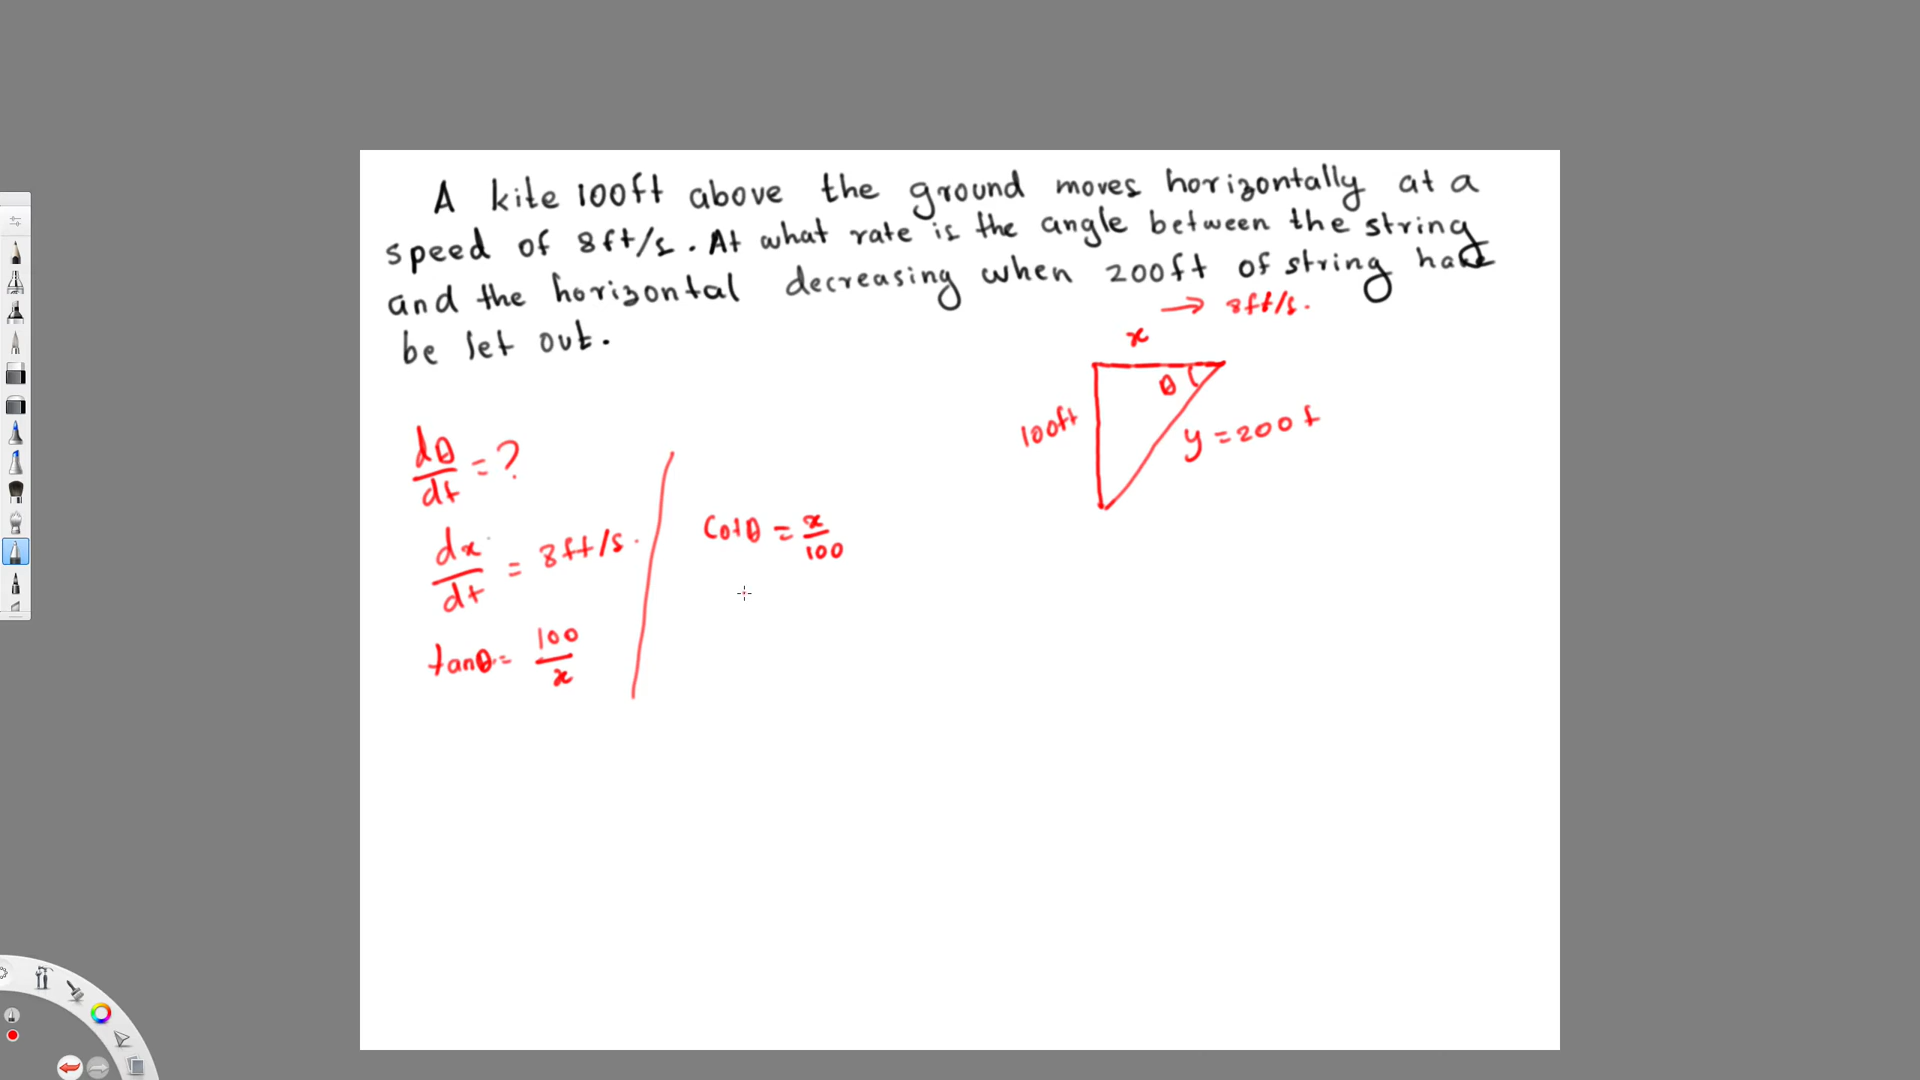 A kite 100ft above the ground moves horizontally at a
speed of 8ft/s. At what rate is the angle between the string
and the horizontal decreasing when 200ft of string have
be let out.
x → 8ft/s.
θ
100ft
y = 200f
dθ/dt = ?
dx/dt = 8ft/s.
tanθ = 100/x
Cotθ = x/100